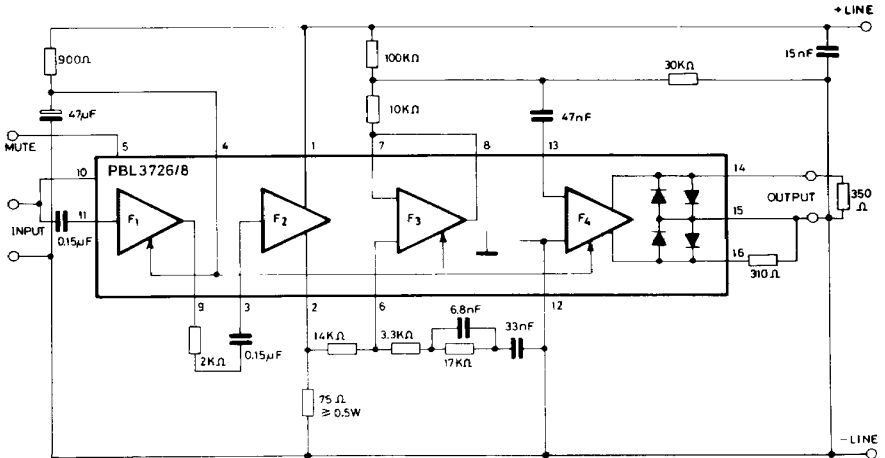 + LINE
900Ω
100KΩ
15nF
30KΩ
47µF
10KΩ
47nF
MUTE
5
4
1
7
8
13
PBL3726/8
10
14
11
F1
F2
F3
F4
OUTPUT
350
Ω
15
INPUT
0.15µF
16
310Ω
9
3
2
6
12
6.8nF
33nF
14KΩ
3.3KΩ
2KΩ
0.15µF
17KΩ
75Ω
≥ 0.5W
-LINE